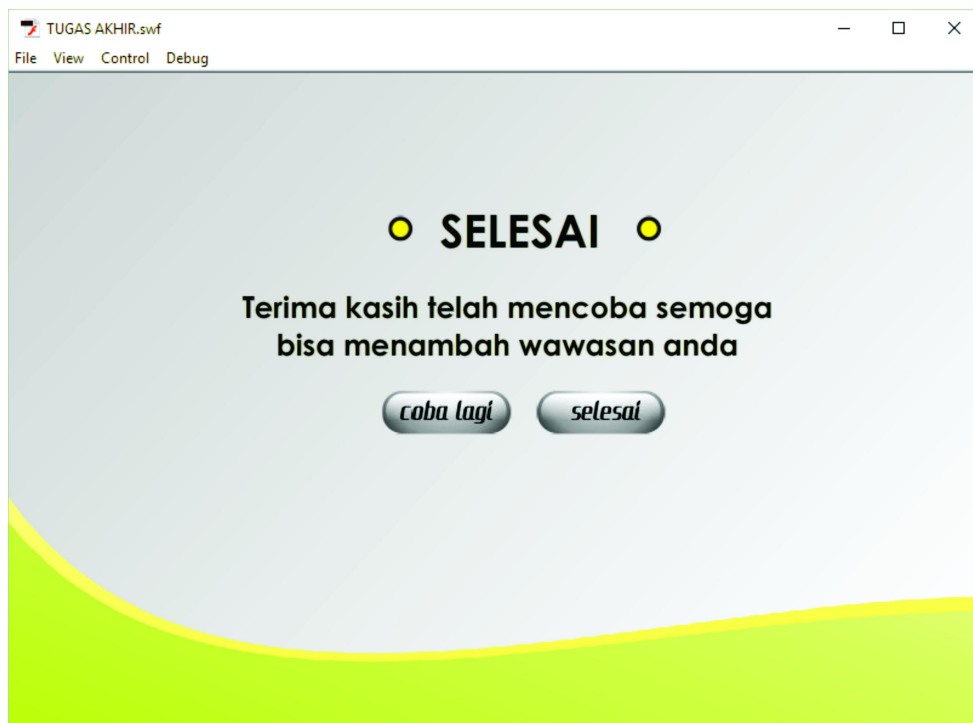 TUGAS AKHIR.swf
File View Control Debug
SELESAI
Terima kasih telah mencoba semoga
bisa menambah wawasan anda
coba lagi selesai